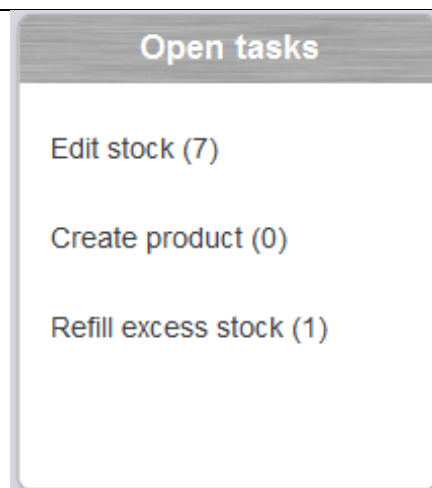 Open tasks
Edit stock (7)
Create product (0)
Refill excess stock (1)